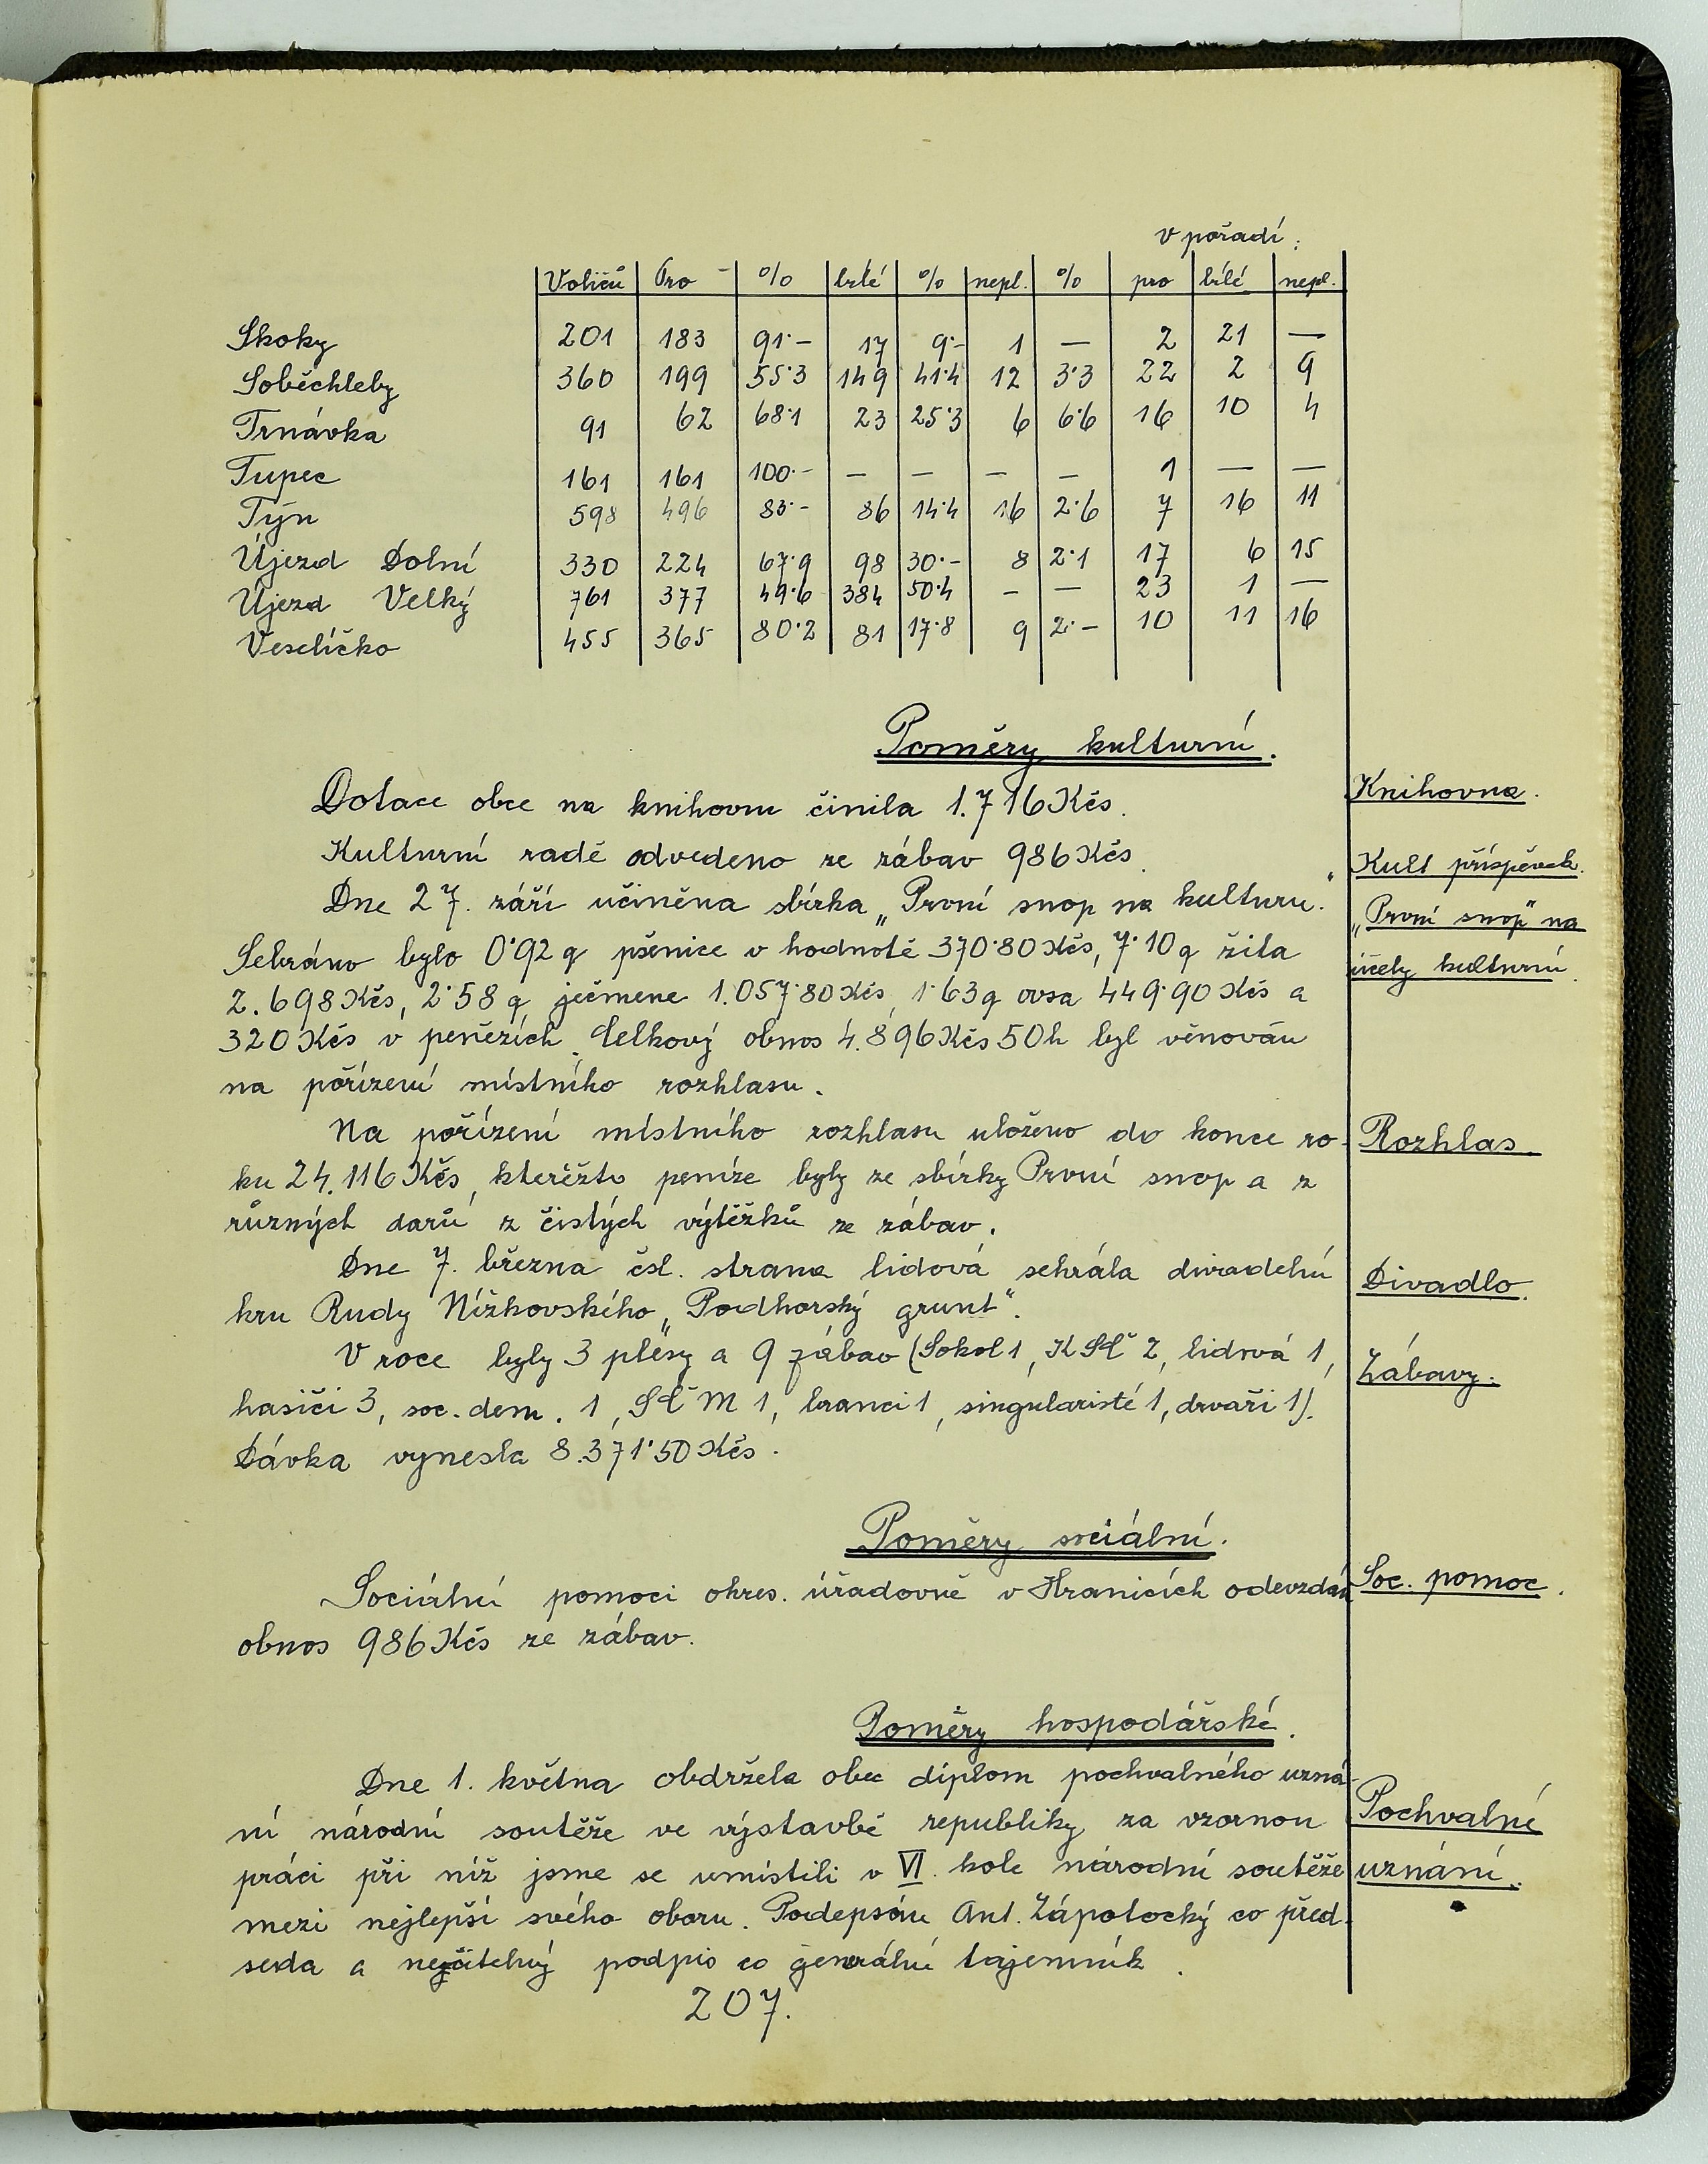 v pořadí:
Voličů Pro % bílé % nepl. % pro bílé nepl.
Skoky 201 183 91·– 17 9·– 1 — 2 21 —
Soběchleby 360 199 55·3 149 41·4 12 3·3 22 2 9
Trnávka 91 62 68·1 23 25·3 6 6·6 16 10 4
Tupec 161 161 100·– — — — — 1 — —
Týn 598 496 83·– 86 14·4 16 2·6 7 16 11
Újezd Dolní 330 224 67·9 98 30·– 8 2·1 17 6 15
Újezd Velký 761 377 49·6 384 50·4 – — 23 1 —
Veselíčko 455 365 80·2 81 17·8 9 2·– 10 11 16
Poměry kulturní.
Dotace obce na knihovnu činila 1.716 Kčs.
Knihovna.
Kulturní radě odvedeno ze zábav 986 Kčs.
Kult příspěvek.
Dne 27. září učiněna sbírka „První snop na kulturu."
„První snop" na
Sebráno bylo 0·92 q pšenice v hodnotě 370·80 Kčs, 7·10 q žita
účely kulturní.
2.698 Kčs, 2·58 q ječmene 1.057·80 Kčs, 1·63 q ovsa 449·90 Kčs a
320 Kčs v penězích. Celkový obnos 4.896 Kčs 50 h byl věnován
na pořízení místního rozhlasu.
Na pořízení místního rozhlasu uloženo do konce ro-
Rozhlas.
ku 24.116 Kčs, kteréžto peníze byly ze sbírky První snop a z
různých darů z čistých výtěžků ze zábav.
Dne 7. března čsl. strana lidová sehrála divadelní
Divadlo.
hru Rudy Nížkovského „Podhorský grunt".
V roce byly 3 plesy a 9 zábav (Sokol 1, KSČ 2, lidová 1,
Zábavy.
hasiči 3, soc. dem. 1, SČM 1, branci 1, singularisté 1, drvaři 1).
Dávka vynesla 8.371·50 Kčs.
Poměry sociální.
Sociální pomoci okres. úřadovně v Hranicích odevzdán
Soc. pomoc.
obnos 986 Kčs ze zábav.
Poměry hospodářské.
Dne 1. května obdržela obec diplom pochvalného uzná-
ní národní soutěže ve výstavbě republiky za vzornou
Pochvalné
práci při níž jsme se umístili v VI. kole národní soutěže
uznání.
mezi nejlepší svého oboru. Podepsán Ant. Zápotocký co před-
seda a nečitelný podpis co generální tajemník.
207.